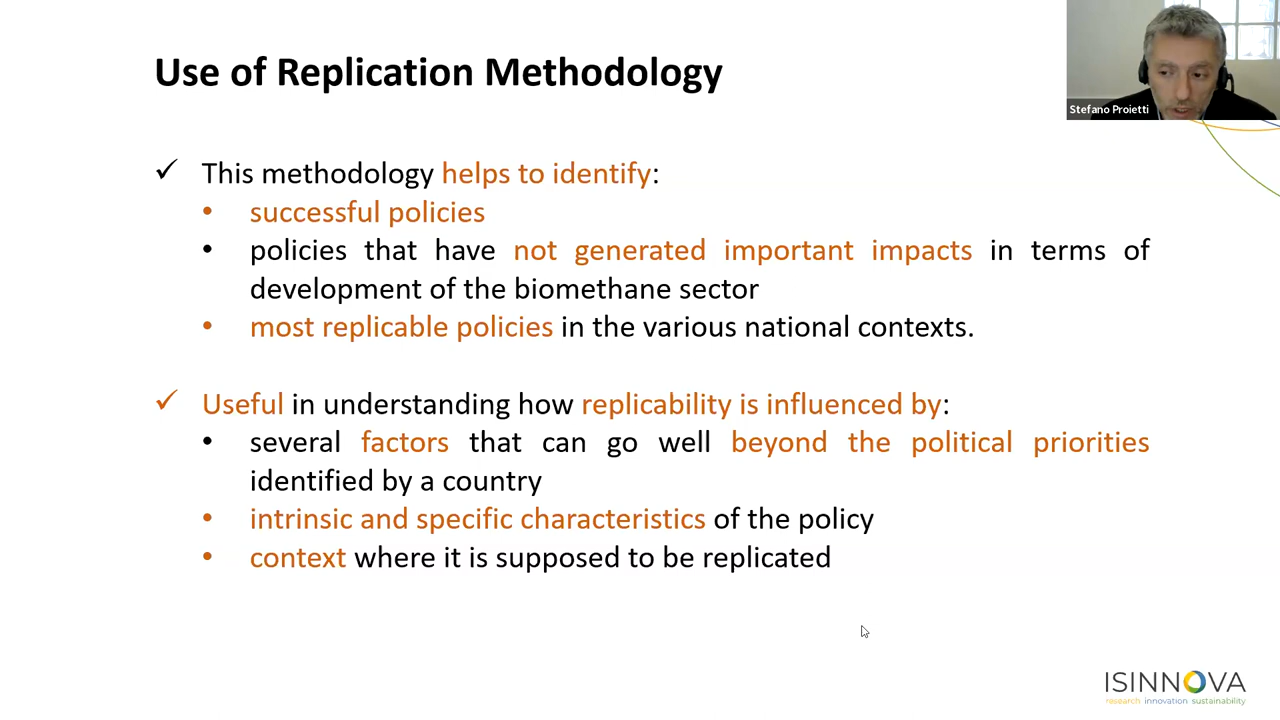 Use of Replication Methodology
Stefano Proietti
✓ This methodology helps to identify:
• successful policies
• policies that have not generated important impacts in terms of
development of the biomethane sector
• most replicable policies in the various national contexts.
✓ Useful in understanding how replicability is influenced by:
• several factors that can go well beyond the political priorities
identified by a country
• intrinsic and specific characteristics of the policy
• context where it is supposed to be replicated
ISINNOVA
research innovation sustainability